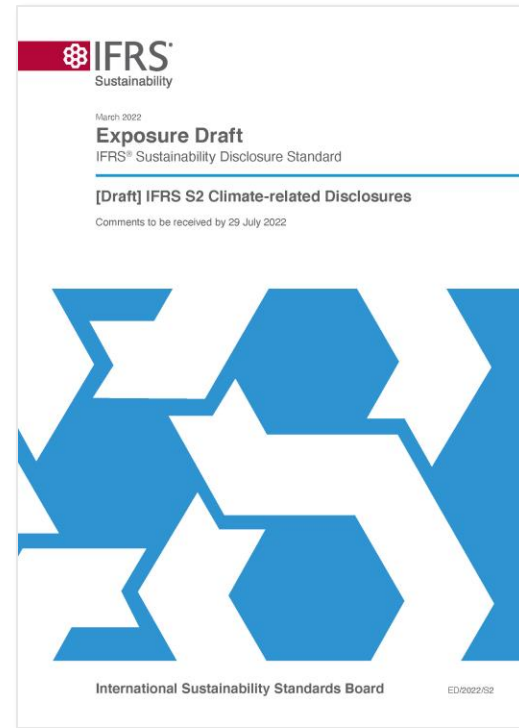 IFRS®
Sustainability
March 2022
Exposure Draft
IFRS® Sustainability Disclosure Standard
[Draft] IFRS S2 Climate-related Disclosures
Comments to be received by 29 July 2022
International Sustainability Standards Board
ED/2022/S2